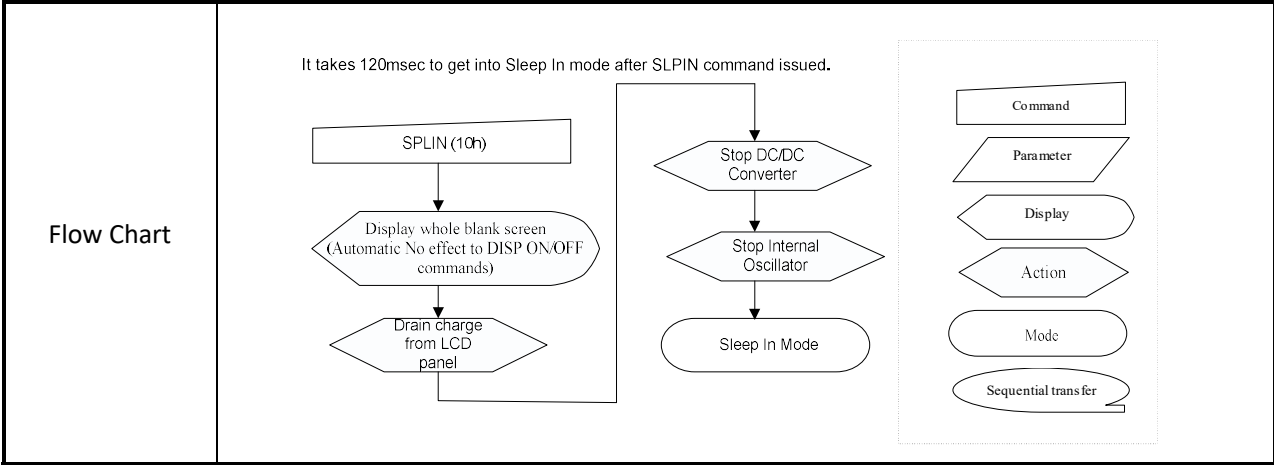 Flow Chart
It takes 120msec to get into Sleep In mode after SLPIN command issued.
SPLIN (10h)
Display whole blank screen
(Automatic No effect to DISP ON/OFF
commands)
Drain charge
from LCD
panel
Stop DC/DC
Converter
Stop Internal
Oscillator
Sleep In Mode
Command
Parameter
Display
Action
Mode
Sequential transfer